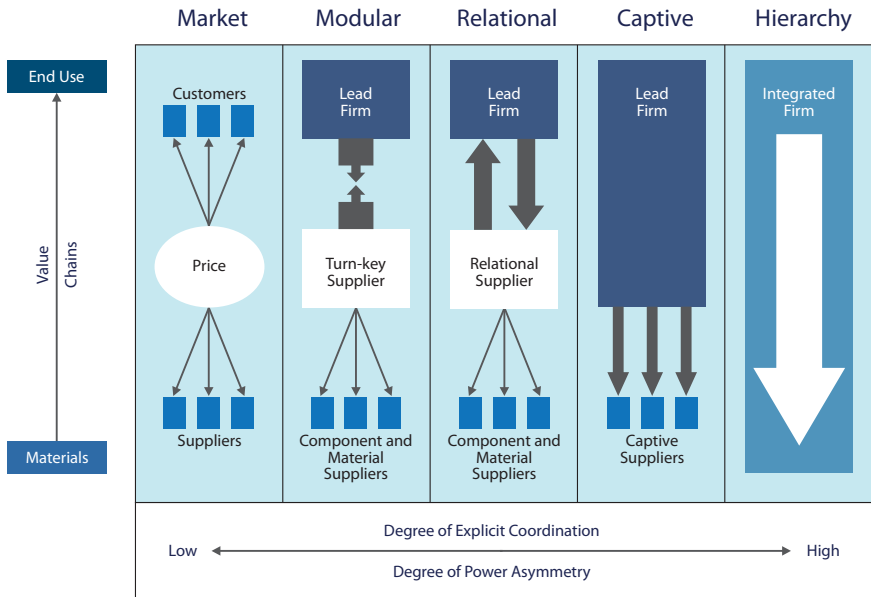 Market
Modular
Relational
Captive
Hierarchy
End Use
Value
Chains
Materials
Customers
Price
Suppliers
Lead
Firm
Turn-key
Supplier
Component and
Material
Suppliers
Lead
Firm
Relational
Supplier
Component and
Material
Suppliers
Lead
Firm
Captive
Suppliers
Integrated
Firm
Degree of Explicit Coordination
Low
High
Degree of Power Asymmetry